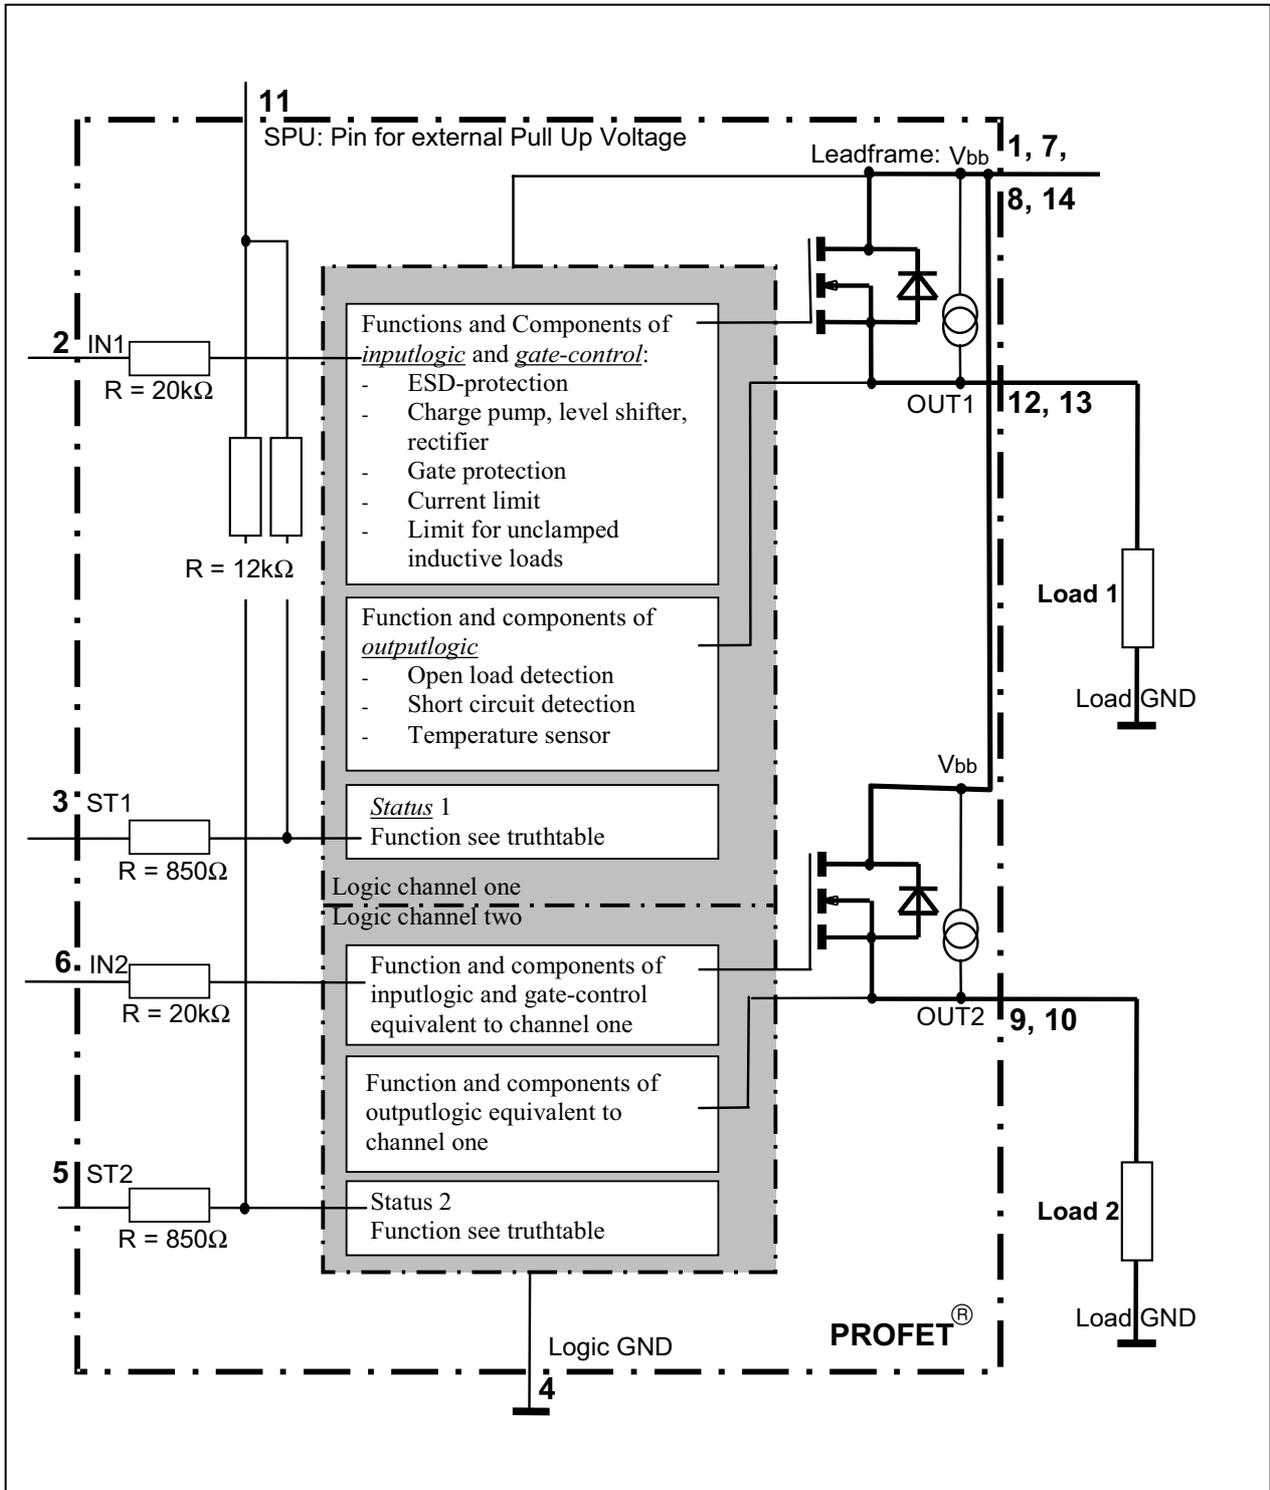 11
SPU: Pin for external Pull Up Voltage
Leadframe: Vbb
1, 7,
8, 14
2 IN1
R = 20kΩ
Functions and Components of
inputlogic and gate-control:
- ESD-protection
- Charge pump, level shifter,
rectifier
- Gate protection
- Current limit
- Limit for unclamped
inductive loads
OUT1
12, 13
R = 12kΩ
Load 1
Load GND
Function and components of
outputlogic
- Open load detection
- Short circuit detection
- Temperature sensor
Vbb
3 ST1
R = 850Ω
Status 1
Function see truthtable
Logic channel one
Logic channel two
6 IN2
R = 20kΩ
Function and components of
inputlogic and gate-control
equivalent to channel one
OUT2
9, 10
Function and components of
outputlogic equivalent to
channel one
5 ST2
R = 850Ω
Status 2
Function see truthtable
Load 2
Load GND
PROFET®
Logic GND
4